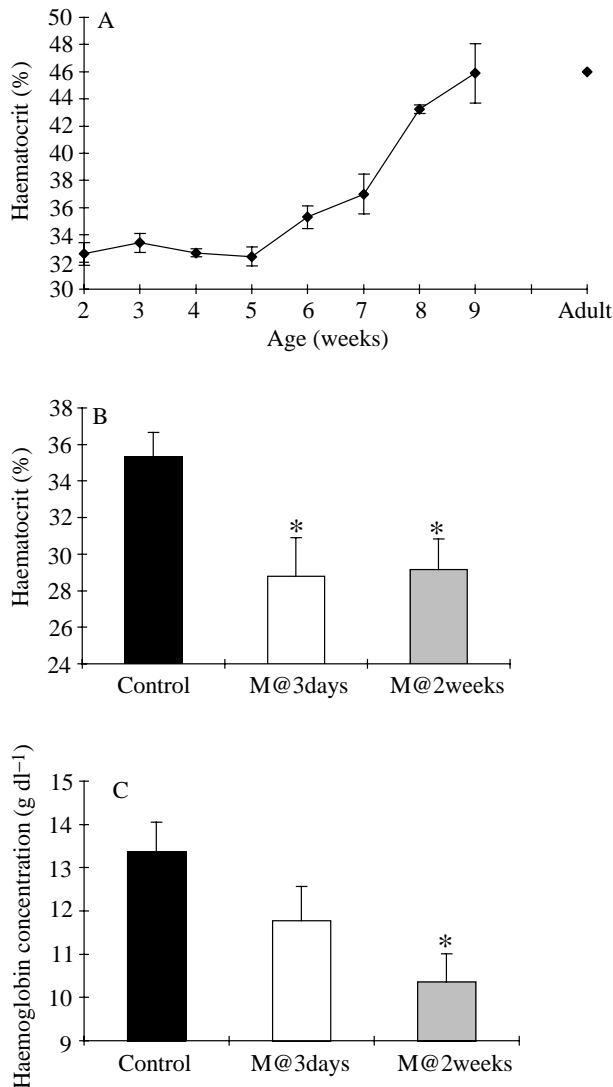 A
Haematocrit (%)
50
48
46
44
42
40
38
36
34
32
30
2 3 4 5 6 7 8 9 Adult
Age (weeks)
B
Haematocrit (%)
38
36
34
32
30
28
26
24
* *
Control M@3days M@2weeks
C
Haemoglobin concentration (g dl⁻¹)
15
14
13
12
11
10
9
*
Control M@3days M@2weeks